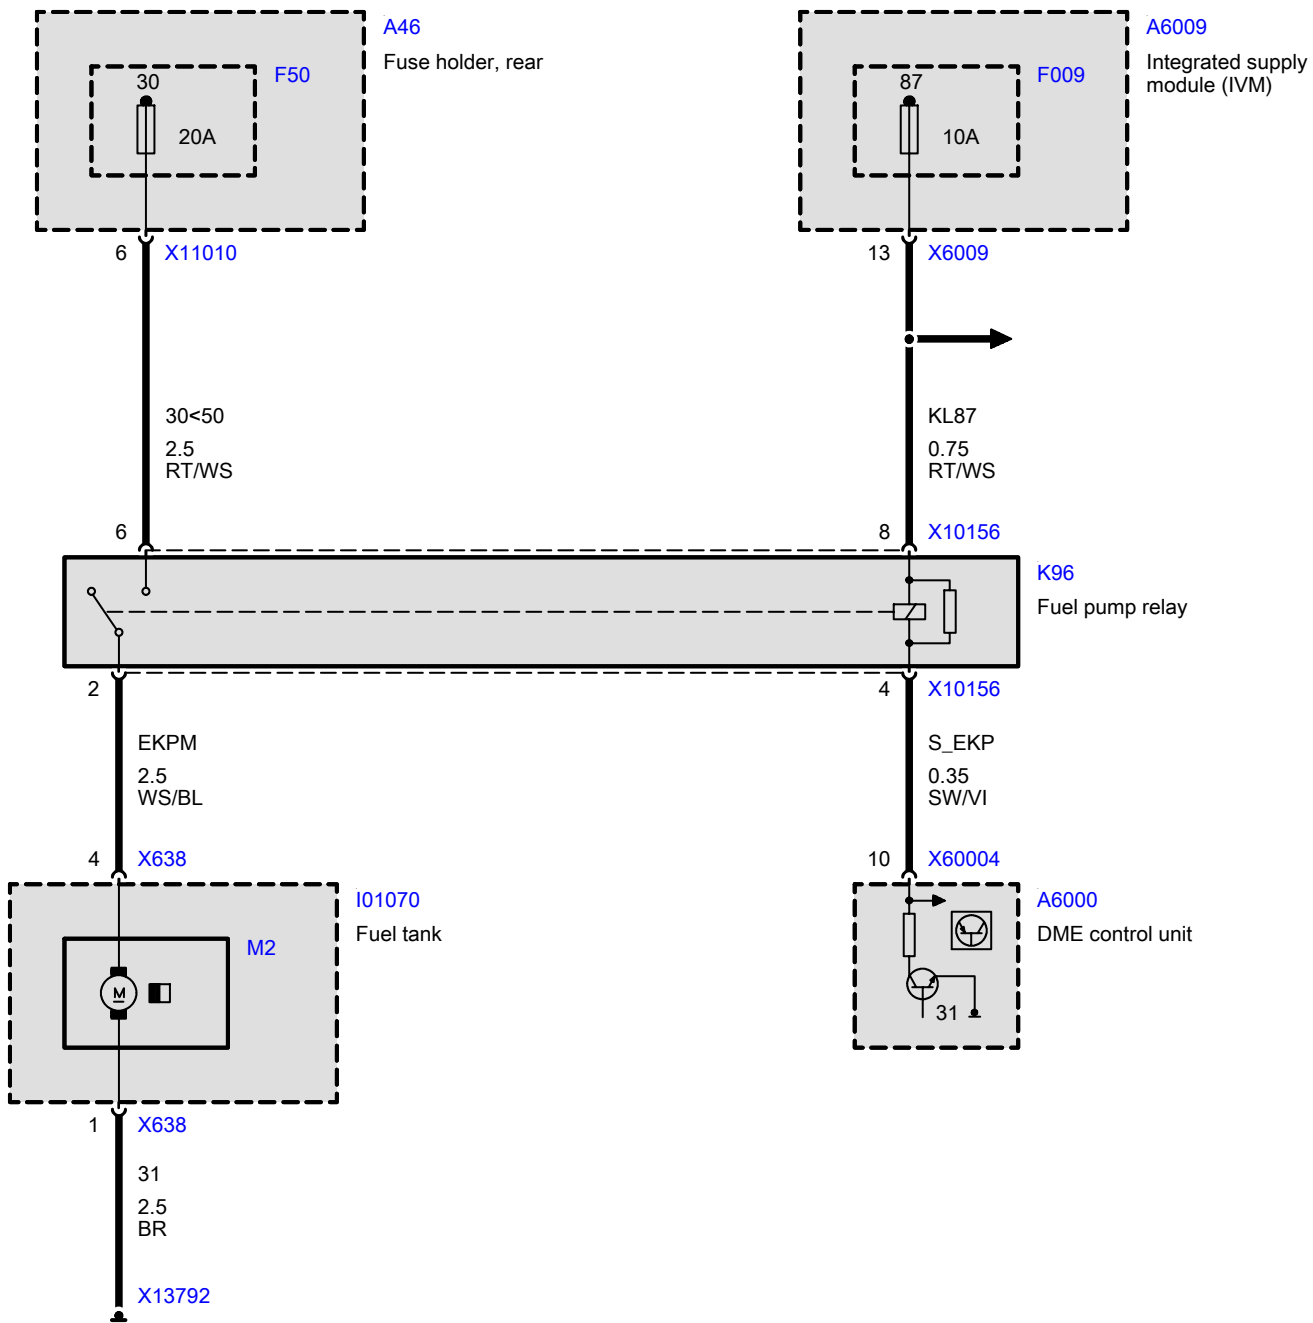 A46
Fuse holder, rear
F50
30
20A
6 X11010
A6009
Integrated supply
module (IVM)
F009
87
10A
13 X6009
30<50
2.5
RT/WS
KL87
0.75
RT/WS
6
8 X10156
K96
Fuel pump relay
2
4 X10156
EKPM
2.5
WS/BL
S_EKP
0.35
SW/VI
4 X638
10 X60004
I01070
Fuel tank
M2
M
A6000
DME control unit
31
1 X638
31
2.5
BR
X13792